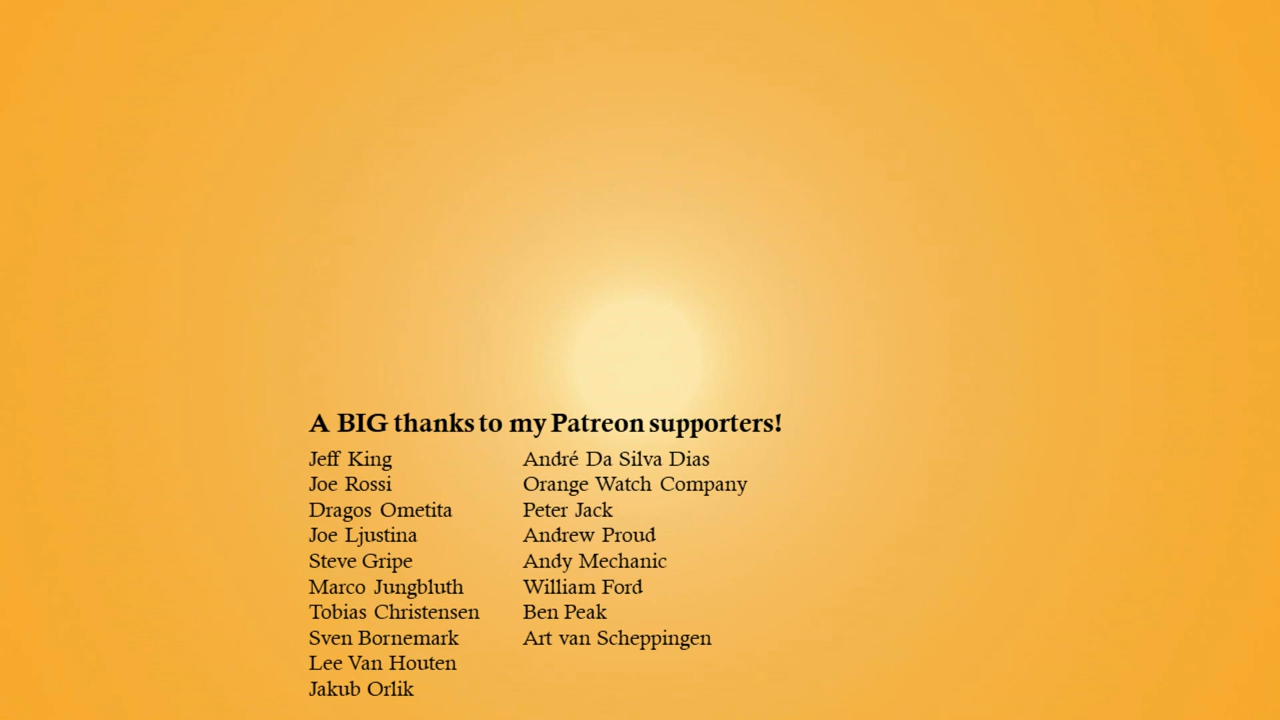 A BIG thanks to my Patreon supporters!
Jeff King
Joe Rossi
Dragos Ometita
Joe Ljustina
Steve Gripe
Marco Jungbluth
Tobias Christensen
Sven Bornemark
Lee Van Houten
Jakub Orlik
André Da Silva Dias
Orange Watch Company
Peter Jack
Andrew Proud
Andy Mechanic
William Ford
Ben Peak
Art van Scheppingen